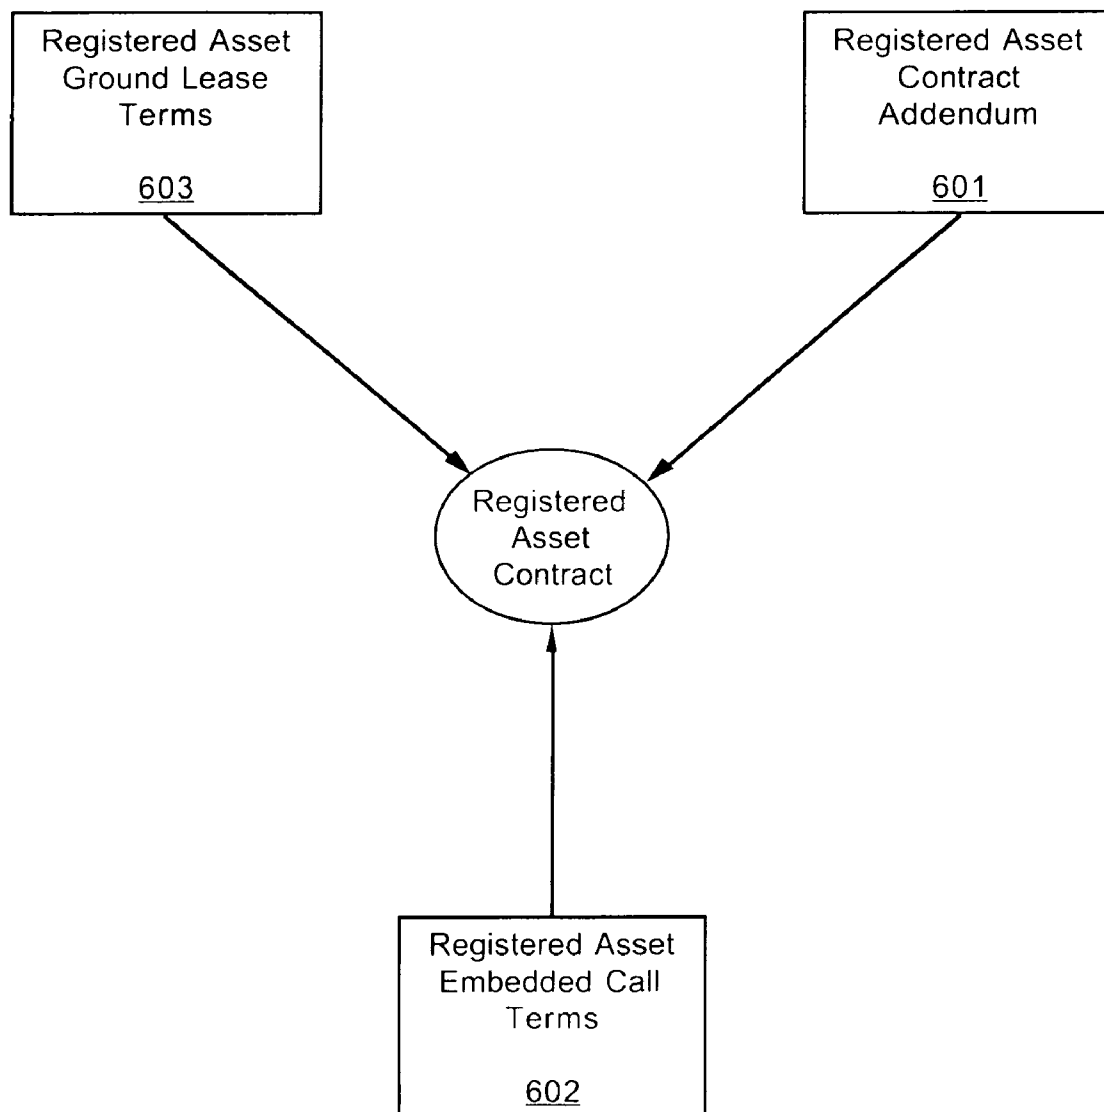 Registered Asset
Ground Lease
Terms
603
Registered Asset
Contract
Addendum
601
Registered
Asset
Contract
Registered Asset
Embedded Call
Terms
602